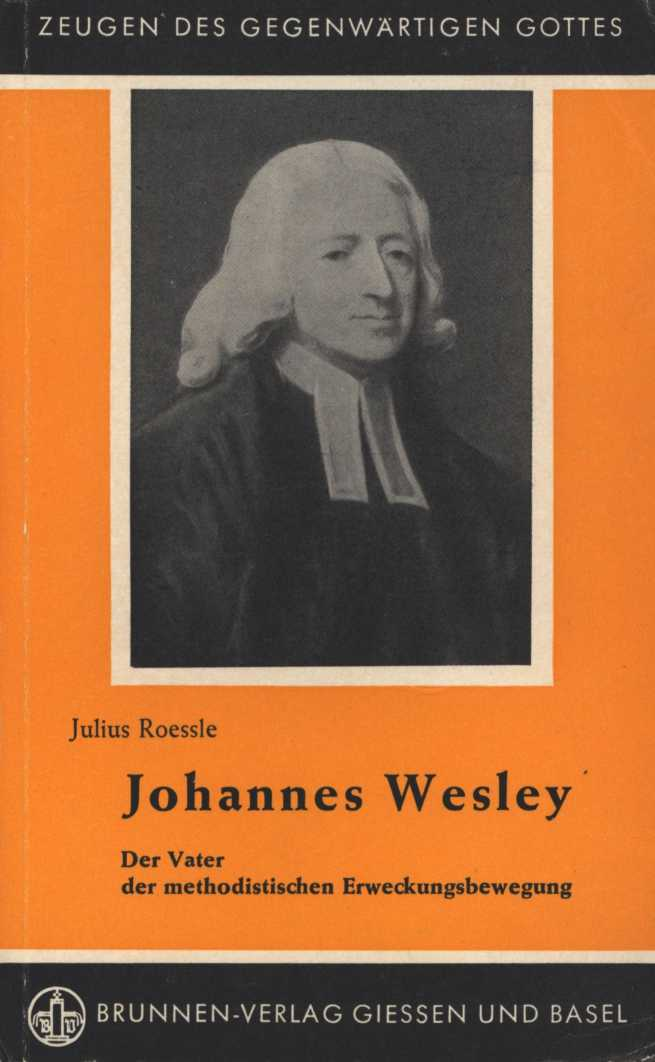 ZEUGEN DES GEGENWÄRTIGEN GOTTES
Julius Roessle
Johannes Wesley
Der Vater
der methodistischen Erweckungsbewegung
BRUNNEN-VERLAG GIESSEN UND BASEL